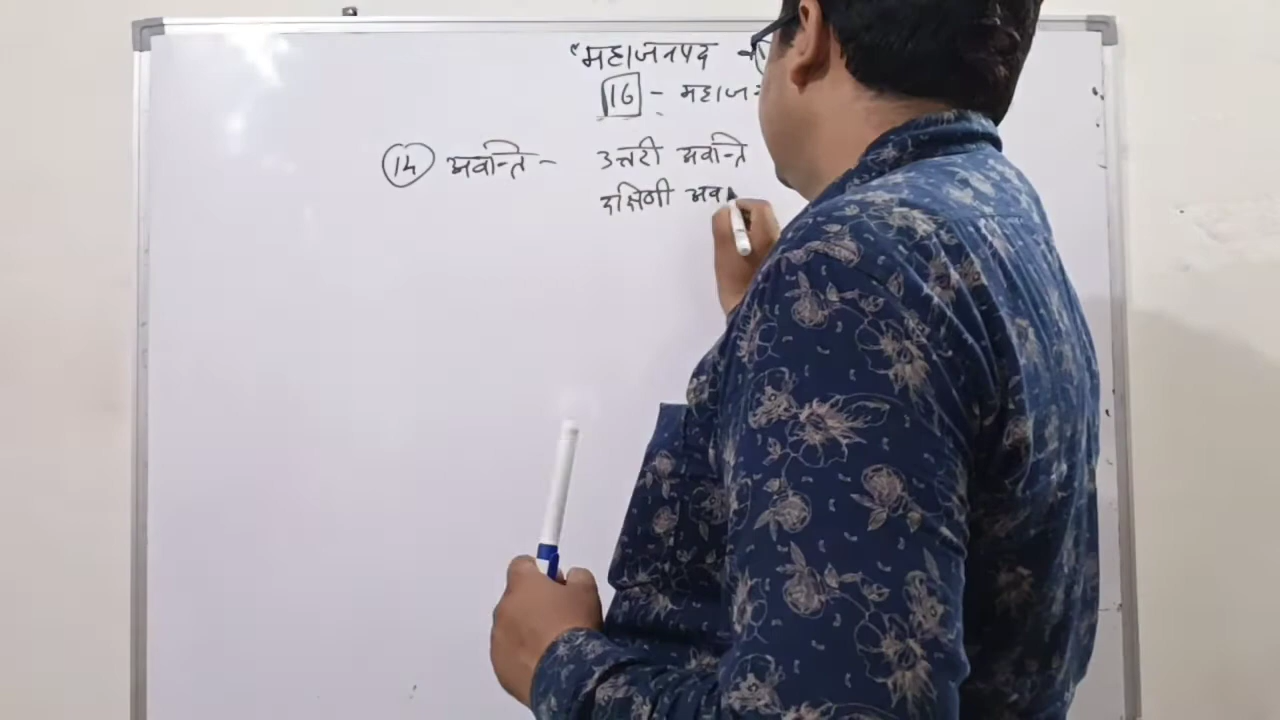 "महाजनपद
16 - महाज
14 अवन्ति - उत्तरी अवन्ति
दक्षिणी अव